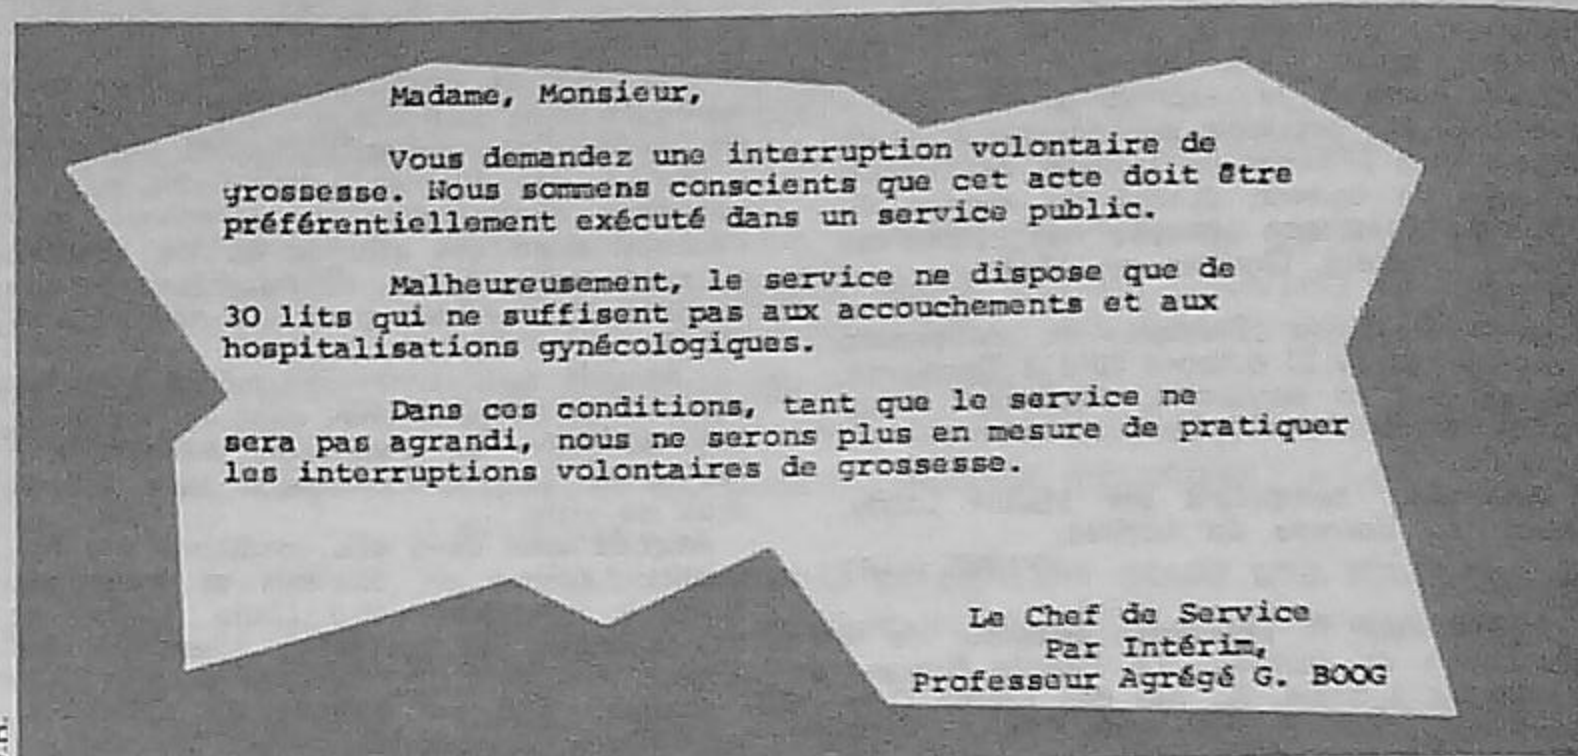 Madame, Monsieur,
Vous demandez une interruption volontaire de
grossesse. Nous sommens conscients que cet acte doit être
préférentiellement exécuté dans un service public.
Malheureusement, le service ne dispose que de
30 lits qui ne suffisent pas aux accouchements et aux
hospitalisations gynécologiques.
Dans ces conditions, tant que le service ne
sera pas agrandi, nous ne serons plus en mesure de pratiquer
les interruptions volontaires de grossesse.
Le Chef de Service
Par Intérim,
Professeur Agrégé G. BOOG